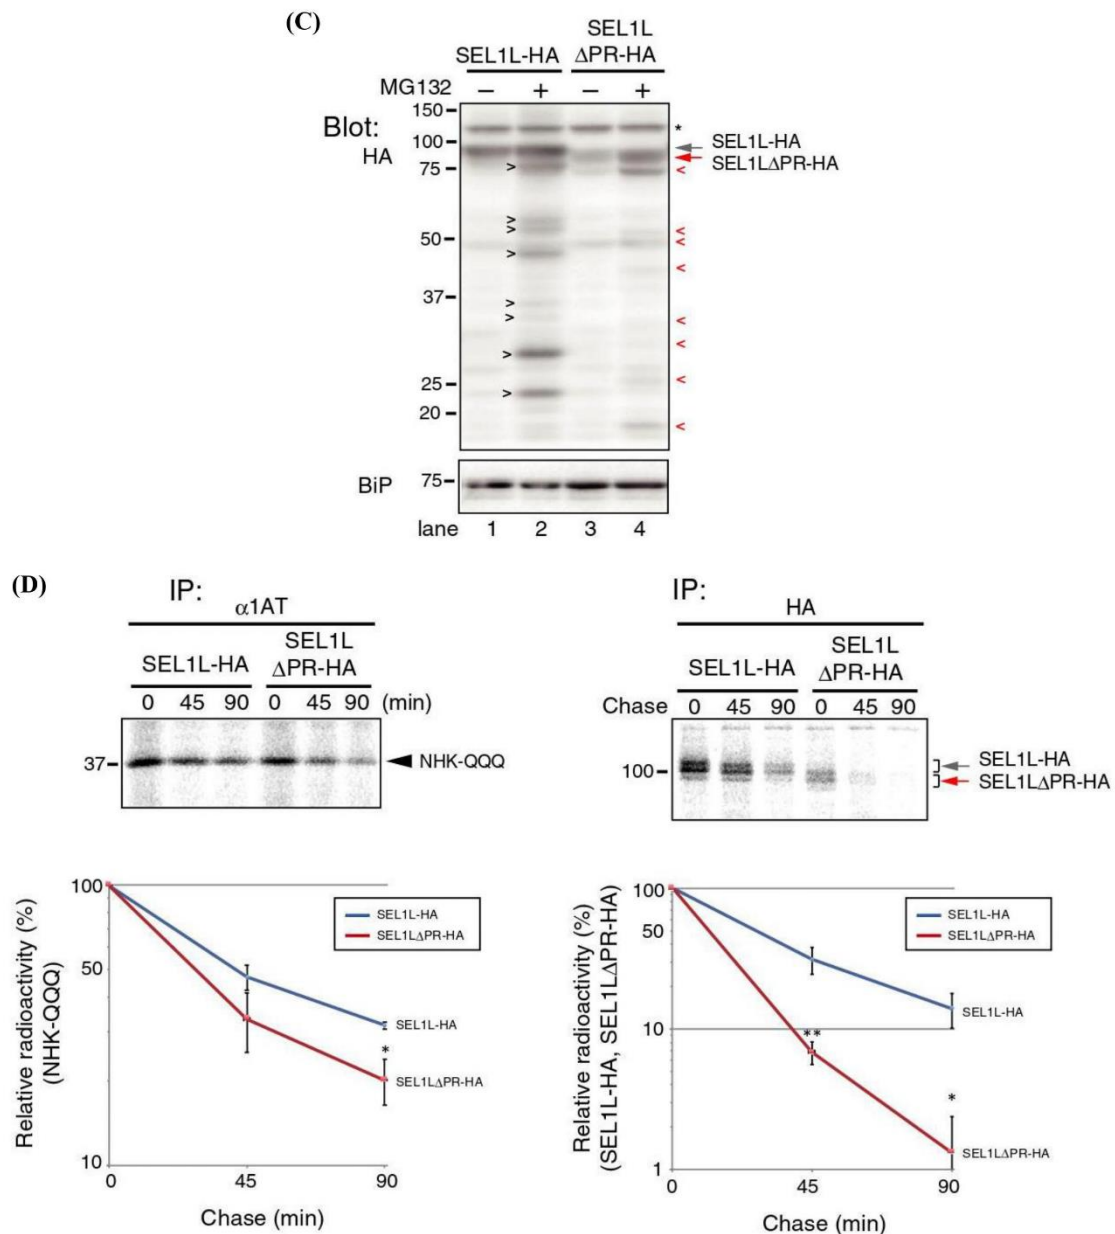 (C)
SEL1L
SEL1L-HA ΔPR-HA
MG132 – + – +
Blot:
HA
150
100
75
50
37
25
20
*
SEL1L-HA
SEL1LΔPR-HA
>
>
>
>
>
>
>
>
<
<
<
<
<
<
<
<
BiP 75
lane 1 2 3 4
(D)
IP:
α1AT
SEL1L
SEL1L-HA ΔPR-HA
0 45 90 0 45 90 (min)
37
NHK-QQQ
IP:
HA
SEL1L
SEL1L-HA ΔPR-HA
Chase 0 45 90 0 45 90
100
SEL1L-HA
SEL1LΔPR-HA
Relative radioactivity (%)
(NHK-QQQ)
100
50
10
SEL1L-HA
SEL1LΔPR-HA
SEL1L-HA
*
SEL1LΔPR-HA
0 45 90
Chase (min)
Relative radioactivity (%)
(SEL1L-HA, SEL1LΔPR-HA)
100
50
10
1
SEL1L-HA
SEL1LΔPR-HA
SEL1L-HA
**
*
SEL1LΔPR-HA
0 45 90
Chase (min)